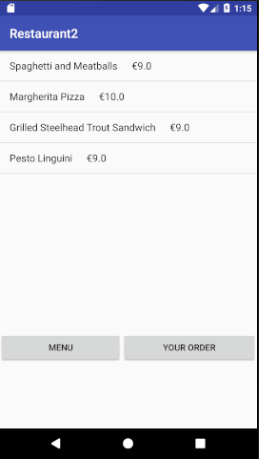 1:15
Restaurant2
Spaghetti and Meatballs €9.0
Margherita Pizza €10.0
Grilled Steelhead Trout Sandwich €9.0
Pesto Linguini €9.0
MENU YOUR ORDER